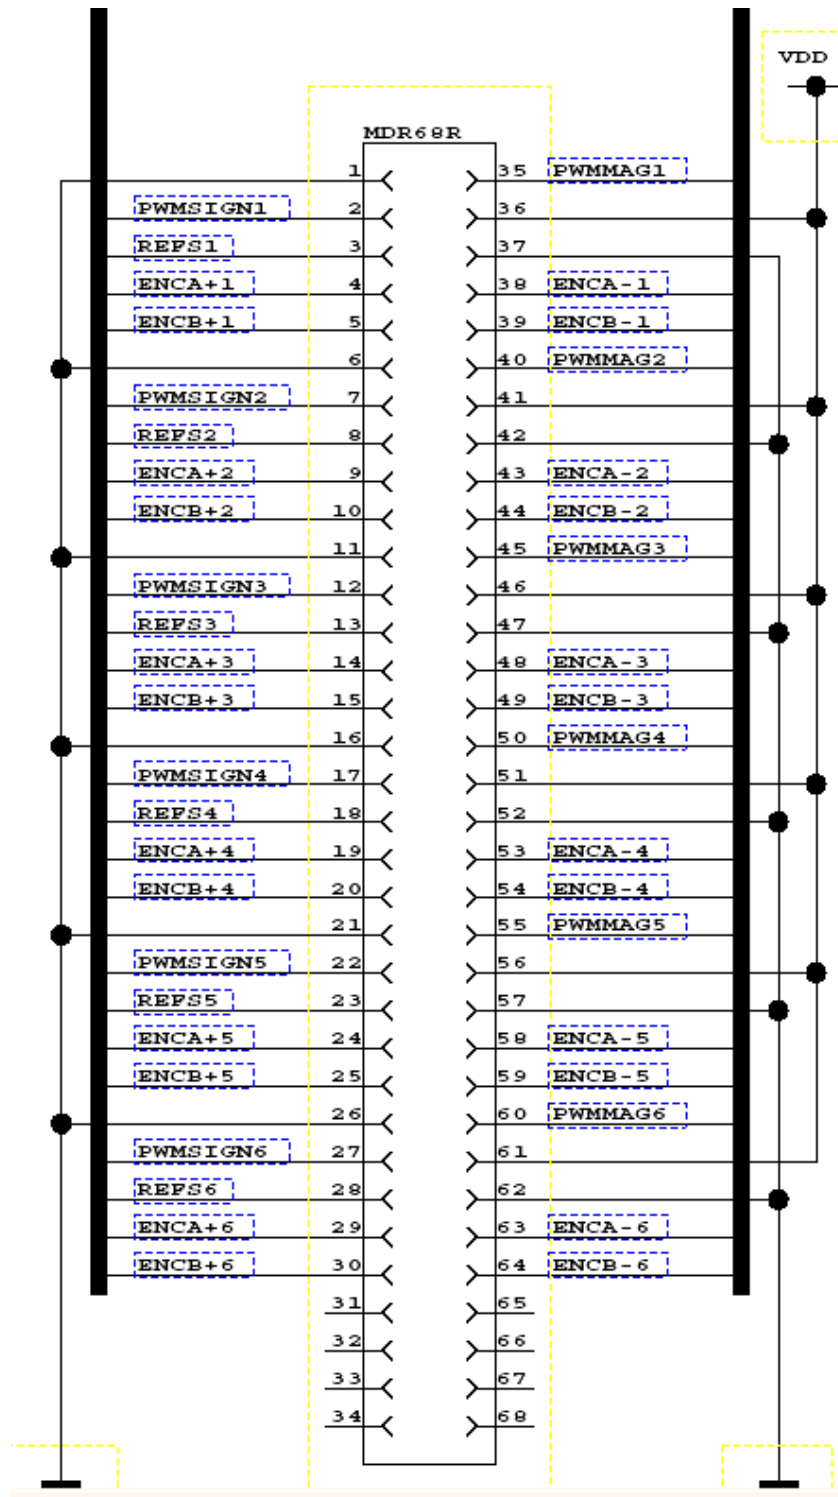 VDD
MDR68R
1 35 PWMMAG1
PWMSIGN1 2 36
REFS1 3 37
ENCA+1 4 38 ENCA-1
ENCB+1 5 39 ENCB-1
6 40 PWMMAG2
PWMSIGN2 7 41
REFS2 8 42
ENCA+2 9 43 ENCA-2
ENCB+2 10 44 ENCB-2
11 45 PWMMAG3
PWMSIGN3 12 46
REFS3 13 47
ENCA+3 14 48 ENCA-3
ENCB+3 15 49 ENCB-3
16 50 PWMMAG4
PWMSIGN4 17 51
REFS4 18 52
ENCA+4 19 53 ENCA-4
ENCB+4 20 54 ENCB-4
21 55 PWMMAG5
PWMSIGN5 22 56
REFS5 23 57
ENCA+5 24 58 ENCA-5
ENCB+5 25 59 ENCB-5
26 60 PWMMAG6
PWMSIGN6 27 61
REFS6 28 62
ENCA+6 29 63 ENCA-6
ENCB+6 30 64 ENCB-6
31 65
32 66
33 67
34 68